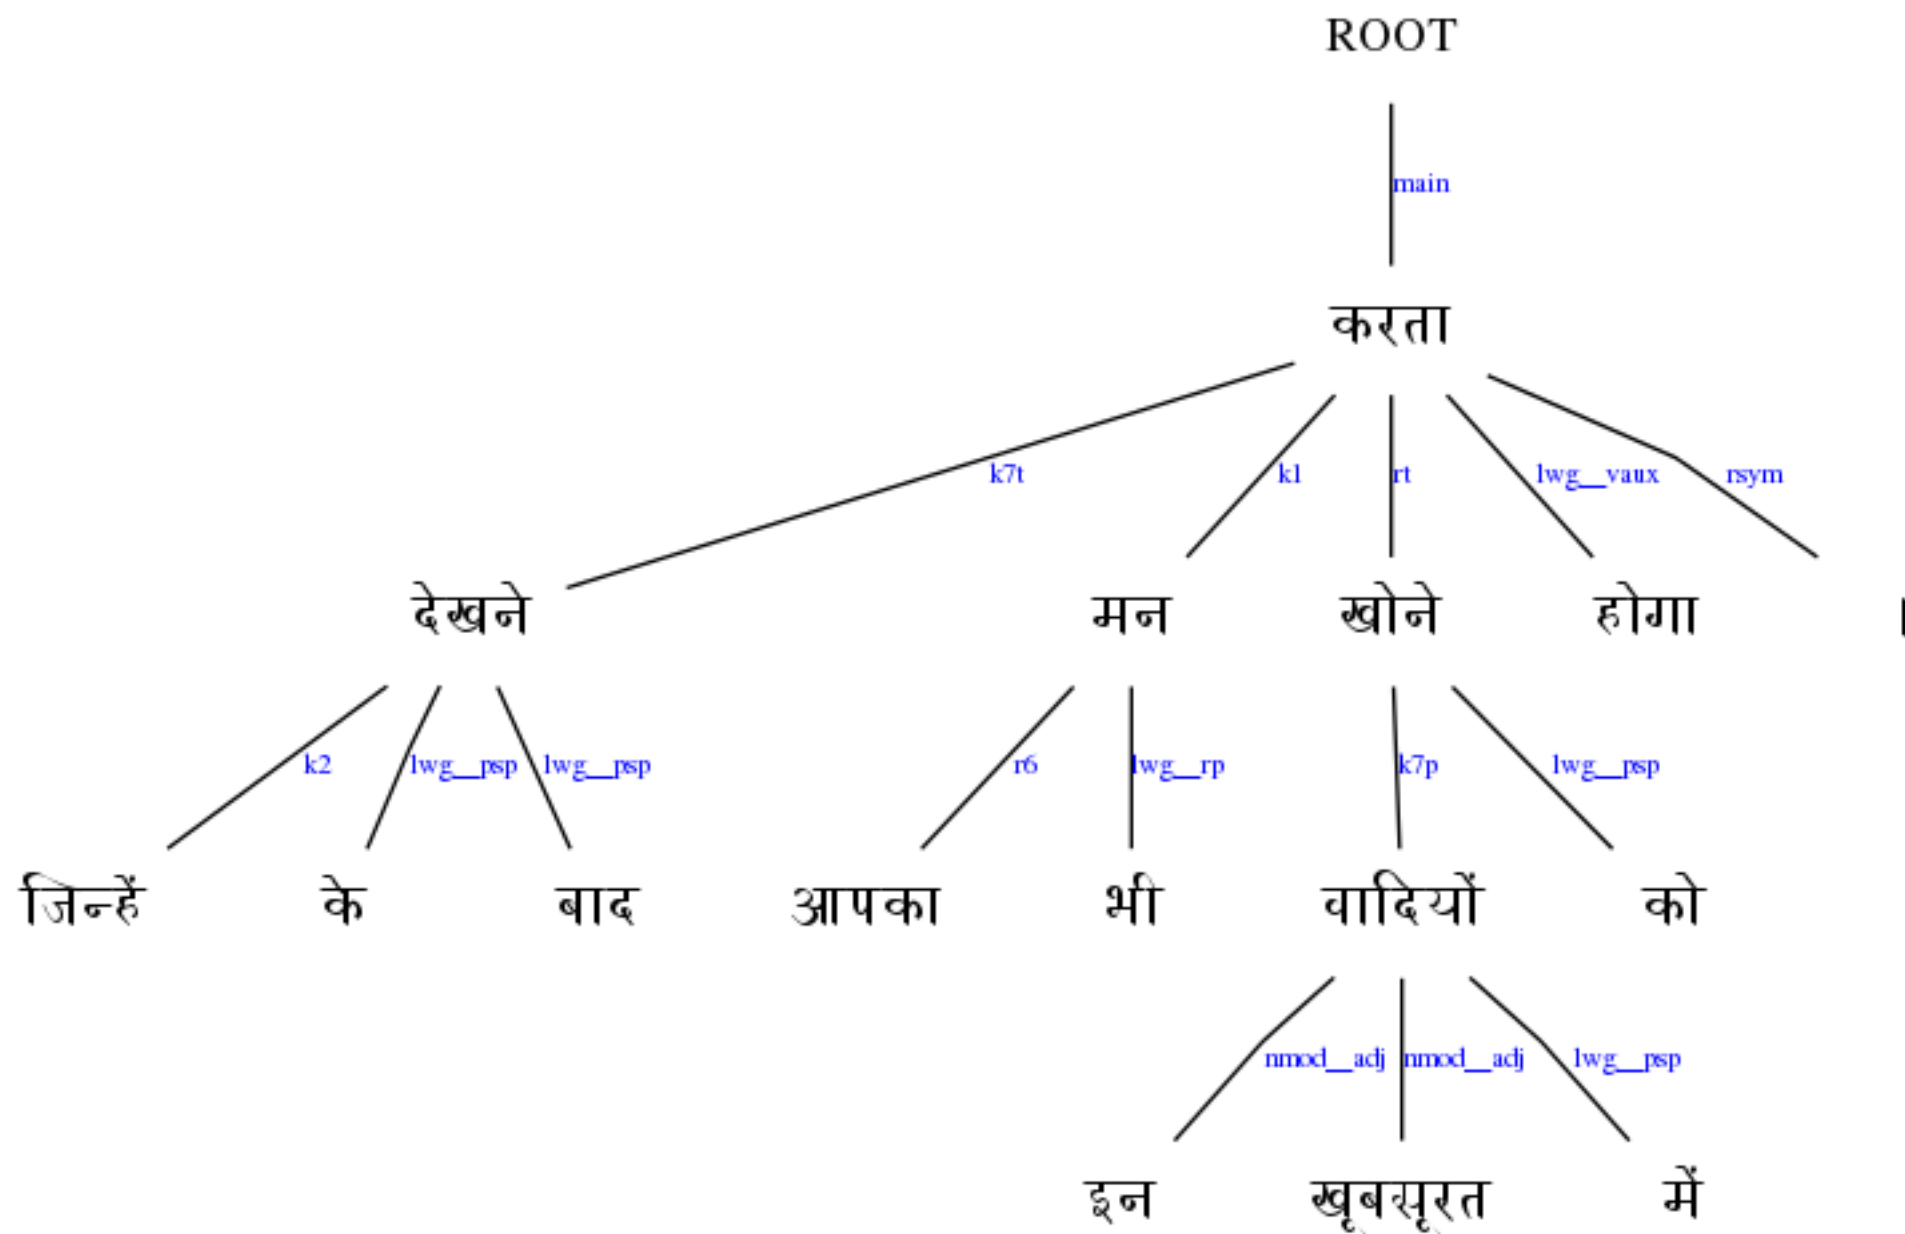 ROOT
main
करता
k7t k1 rt lwg__vaux rsym
देखने मन खोने होगा ।
k2 lwg__psp lwg__psp r6 lwg__rp k7p lwg__psp
जिन्हें के बाद आपका भी वादियों को
nmod__adj nmod__adj lwg__psp
इन खूबसूरत में